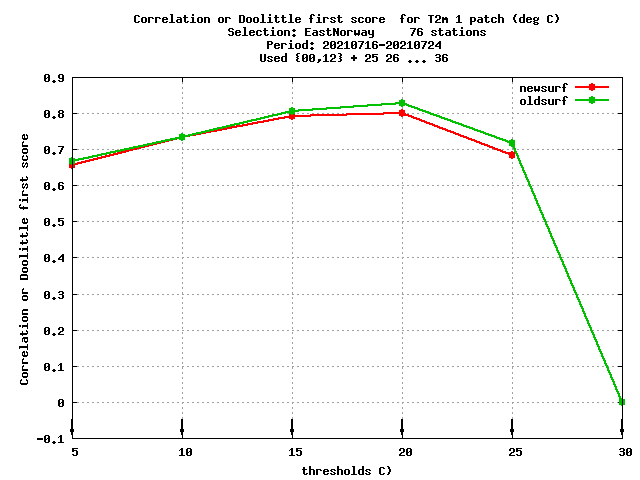 Correlation or Doolittle first score  for T2m 1 patch (deg C)
Selection: EastNorway     76 stations
Period: 20210716-20210724
Used {00,12} + 25 26 ... 36
newsurf
oldsurf
Correlation or Doolittle first score
0.9
0.8
0.7
0.6
0.5
0.4
0.3
0.2
0.1
0
-0.1
5 10 15 20 25 30
thresholds C)